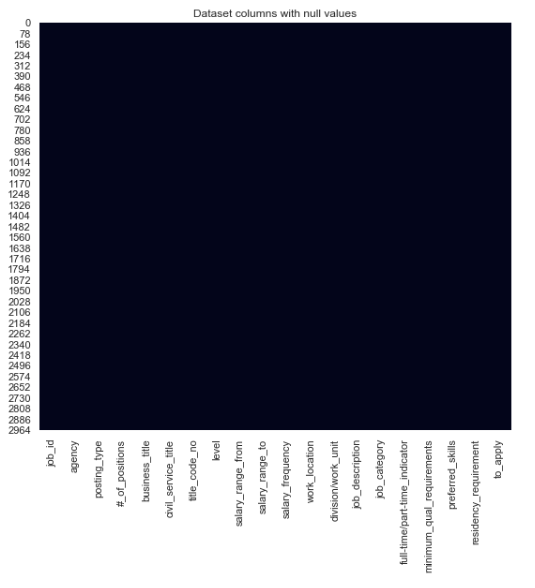 Dataset columns with null values
0
78
156
234
312
390
468
546
624
702
780
858
936
1014
1092
1170
1248
1326
1404
1482
1560
1638
1716
1794
1872
1950
2028
2106
2184
2262
2340
2418
2496
2574
2652
2730
2808
2886
2964
job_id
agency
posting_type
#_of_positions
business_title
civil_service_title
title_code_no
level
salary_range_from
salary_range_to
salary_frequency
work_location
division/work_unit
job_description
job_category
full-time/part-time_indicator
minimum_qual_requirements
preferred_skills
residency_requirement
to_apply